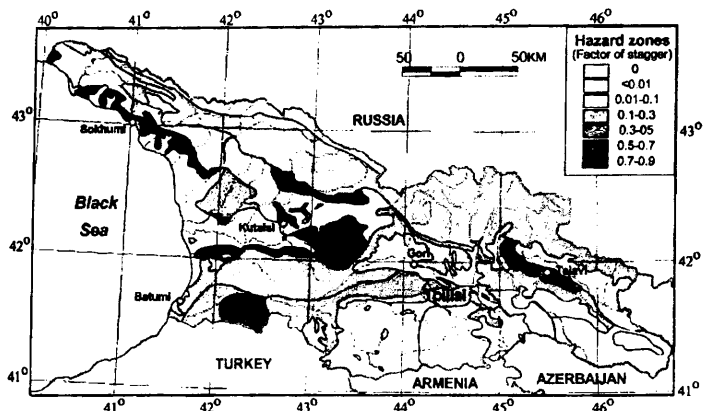 40° 41° 42° 43° 44° 45° 46°
Hazard zones
(Factor of stagger)
0
<0.01
0.01-0.1
0.1-0.3
0.3-05
0.5-0.7
0.7-0.9
50 0 50KM
43° 43°
RUSSIA
Sokhumi
Black
Sea
Kutaisi
Gori
Telavi
42° 42°
Tbilisi
Batumi
TURKEY
ARMENIA
AZERBAIJAN
41° 41°
41° 42° 43° 44° 45° 46°